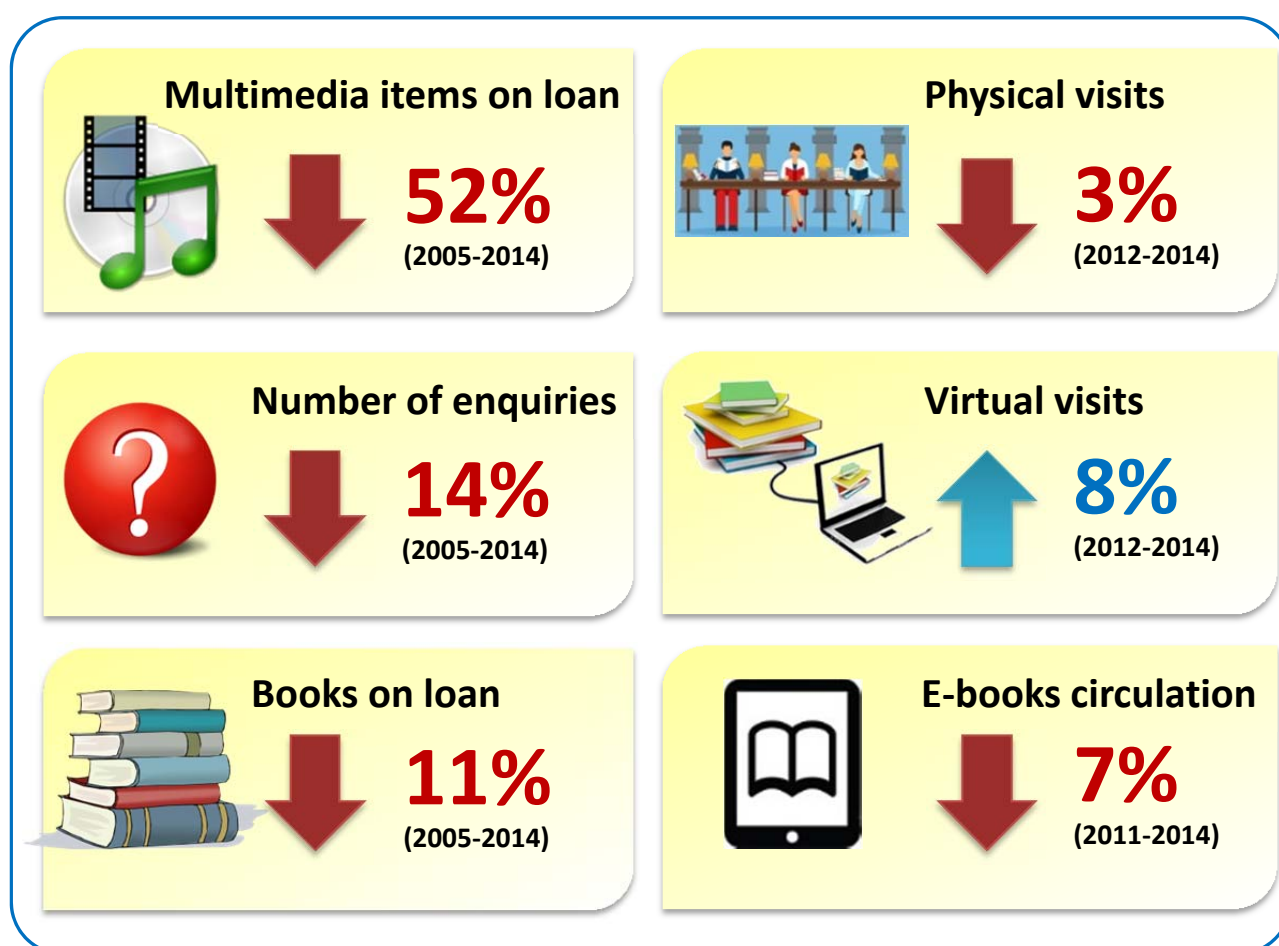 Multimedia items on loan
52%
(2005-2014)
Physical visits
3%
(2012-2014)
Number of enquiries
?
14%
(2005-2014)
Virtual visits
8%
(2012-2014)
Books on loan
11%
(2005-2014)
E-books circulation
7%
(2011-2014)